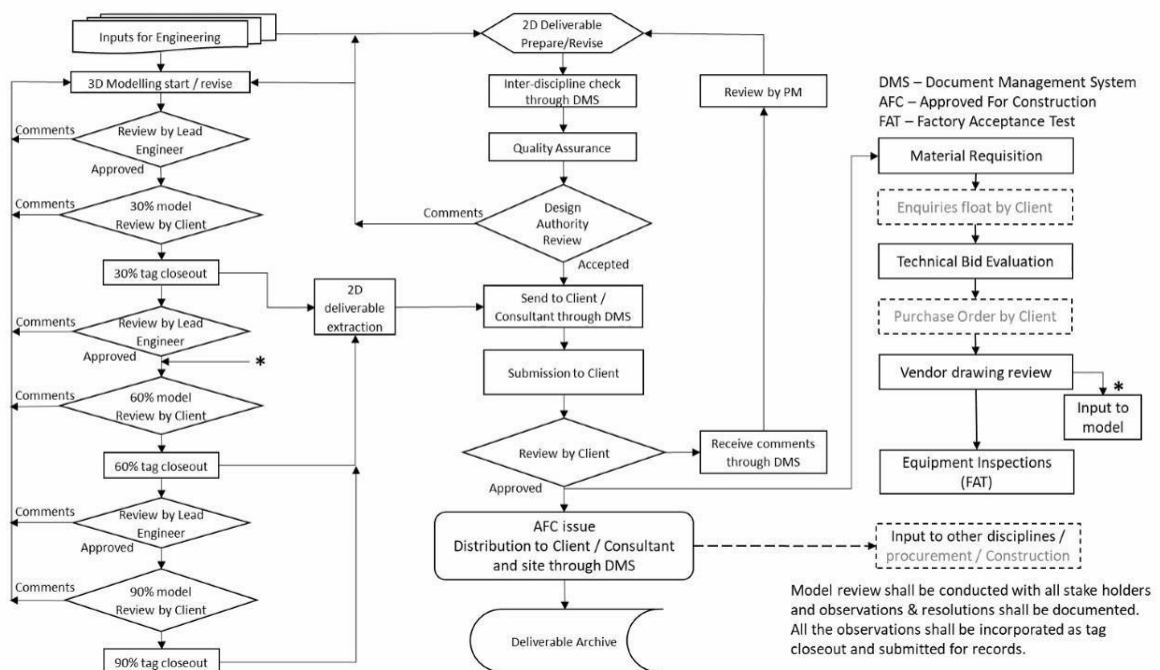 Inputs for Engineering
3D Modelling start / revise
Comments
Review by Lead
Engineer
Approved
Comments
30% model
Review by Client
30% tag closeout
Comments
Review by Lead
Engineer
Approved
*
Comments
60% model
Review by Client
60% tag closeout
Comments
Review by Lead
Engineer
Approved
Comments
90% model
Review by Client
90% tag closeout
2D
deliverable
extraction
2D Deliverable
Prepare/Revise
Inter-discipline check
through DMS
Quality Assurance
Comments
Design
Authority
Review
Accepted
Send to Client /
Consultant through DMS
Submission to Client
Review by Client
Approved
AFC issue
Distribution to Client / Consultant
and site through DMS
Deliverable Archive
Review by PM
Receive comments
through DMS
DMS – Document Management System
AFC – Approved For Construction
FAT – Factory Acceptance Test
Material Requisition
Enquiries float by Client
Technical Bid Evaluation
Purchase Order by Client
Vendor drawing review
*
Input to
model
Equipment Inspections
(FAT)
Input to other disciplines /
procurement / Construction
Model review shall be conducted with all stake holders
and observations & resolutions shall be documented.
All the observations shall be incorporated as tag
closeout and submitted for records.